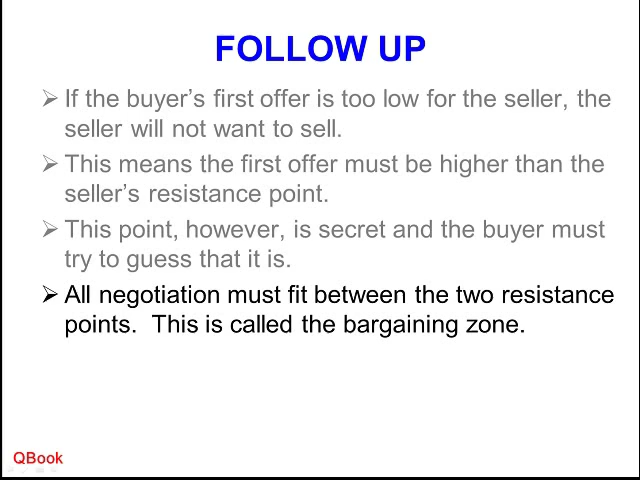 FOLLOW UP
➢ If the buyer’s first offer is too low for the seller, the
seller will not want to sell.
➢ This means the first offer must be higher than the
seller’s resistance point.
➢ This point, however, is secret and the buyer must
try to guess that it is.
➢ All negotiation must fit between the two resistance
points.  This is called the bargaining zone.
QBook